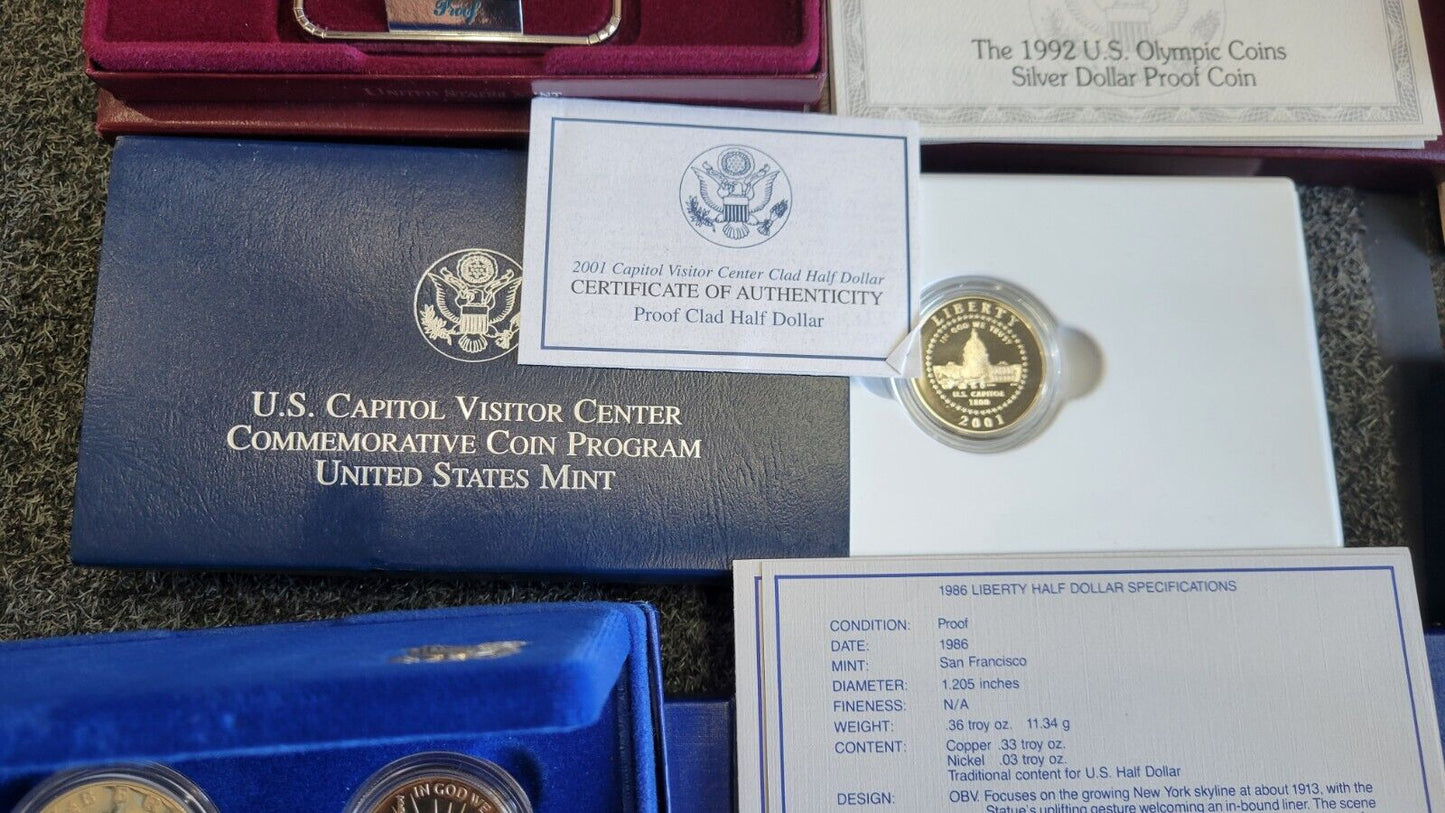 Proof
UNITED STATES MINT
The 1992 U.S. Olympic Coins
Silver Dollar Proof Coin
2001 Capitol Visitor Center Clad Half Dollar
CERTIFICATE OF AUTHENTICITY
Proof Clad Half Dollar
U.S. CAPITOL VISITOR CENTER
COMMEMORATIVE COIN PROGRAM
UNITED STATES MINT
LIBERTY
IN GOD WE TRUST
U.S. CAPITOL
1800
2001
1986 LIBERTY HALF DOLLAR SPECIFICATIONS
CONDITION: Proof
DATE: 1986
MINT: San Francisco
DIAMETER: 1.205 inches
FINENESS: N/A
WEIGHT: .36 troy oz. 11.34 g
CONTENT: Copper .33 troy oz.
Nickel .03 troy oz.
Traditional content for U.S. Half Dollar
DESIGN: OBV. Focuses on the growing New York skyline at about 1913, with the
Statue's uplifting gesture welcoming an in-bound liner. The scene
IN GOD WE